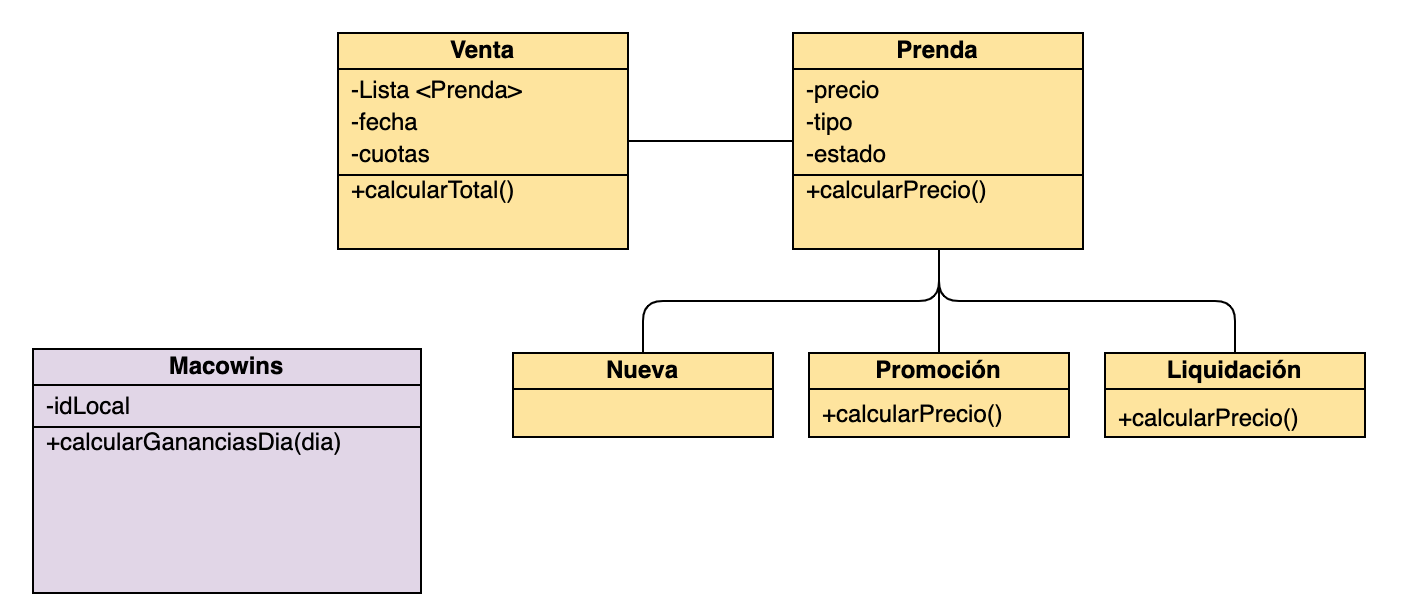 Venta
-Lista <Prenda>
-fecha
-cuotas
+calcularTotal()
Prenda
-precio
-tipo
-estado
+calcularPrecio()
Macowins
-idLocal
+calcularGananciasDia(dia)
Nueva
Promoción
+calcularPrecio()
Liquidación
+calcularPrecio()